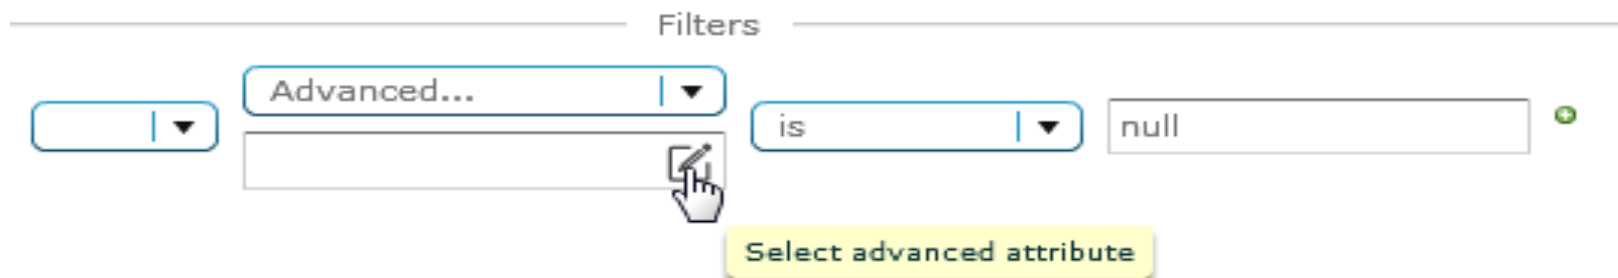 Filters
Advanced...
is
null
Select advanced attribute